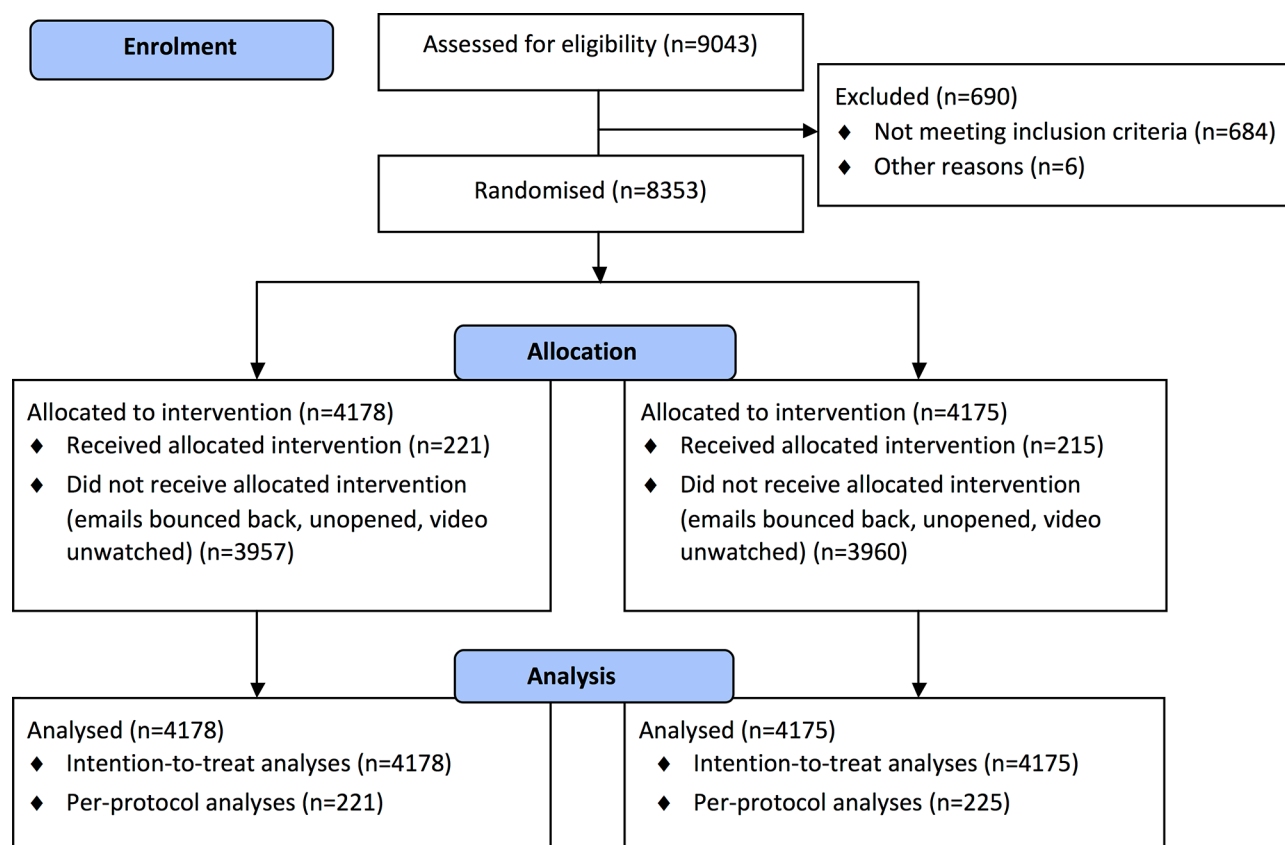 Enrolment
Assessed for eligibility (n=9043)
Excluded (n=690)
♦ Not meeting inclusion criteria (n=684)
♦ Other reasons (n=6)
Randomised (n=8353)
Allocation
Allocated to intervention (n=4178)
♦ Received allocated intervention (n=221)
♦ Did not receive allocated intervention
(emails bounced back, unopened, video
unwatched) (n=3957)
Allocated to intervention (n=4175)
♦ Received allocated intervention (n=215)
♦ Did not receive allocated intervention
(emails bounced back, unopened, video
unwatched) (n=3960)
Analysis
Analysed (n=4178)
♦ Intention-to-treat analyses (n=4178)
♦ Per-protocol analyses (n=221)
Analysed (n=4175)
♦ Intention-to-treat analyses (n=4175)
♦ Per-protocol analyses (n=225)